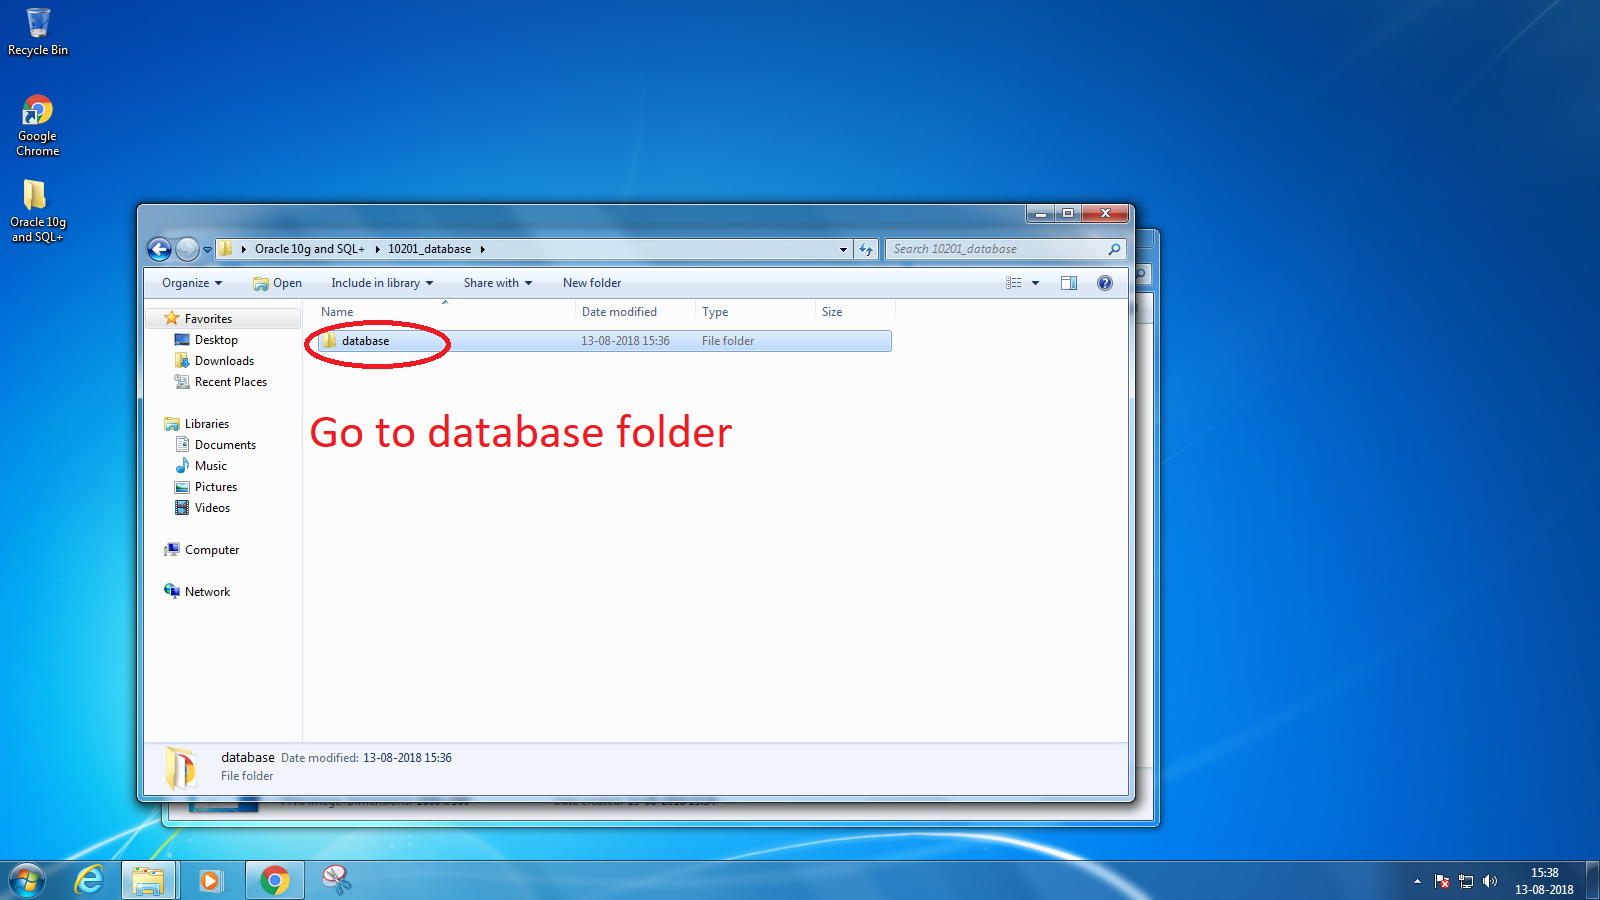 Recycle Bin
Google
Chrome
Oracle 10g
and SQL+
Oracle 10g and SQL+ 10201_database
Search 10201_database
Organize Open Include in library Share with New folder
Name Date modified Type Size
database 13-08-2018 15:36 File folder
Favorites
Desktop
Downloads
Recent Places
Libraries
Documents
Music
Pictures
Videos
Computer
Network
Go to database folder
database Date modified: 13-08-2018 15:36
File folder
15:38
13-08-2018